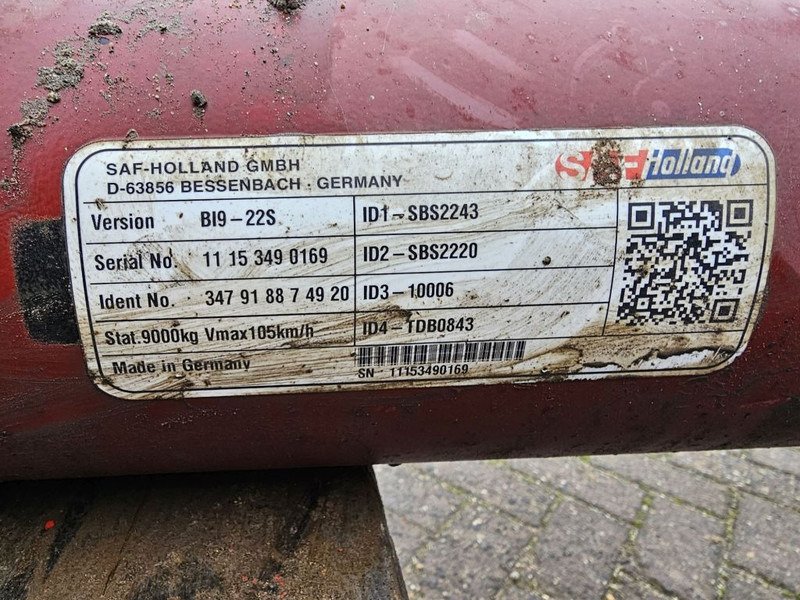 SAF-HOLLAND GMBH
D-63856 BESSENBACH . GERMANY
SAF Holland
Version BI9-22S
ID1-SBS2243
Serial No. 11 15 349 0169
ID2-SBS2220
Ident No. 347 91 88 7 49 20
ID3-10006
Stat.9000kg Vmax105km/h
ID4-TDB0843
Made in Germany
SN 11153490169